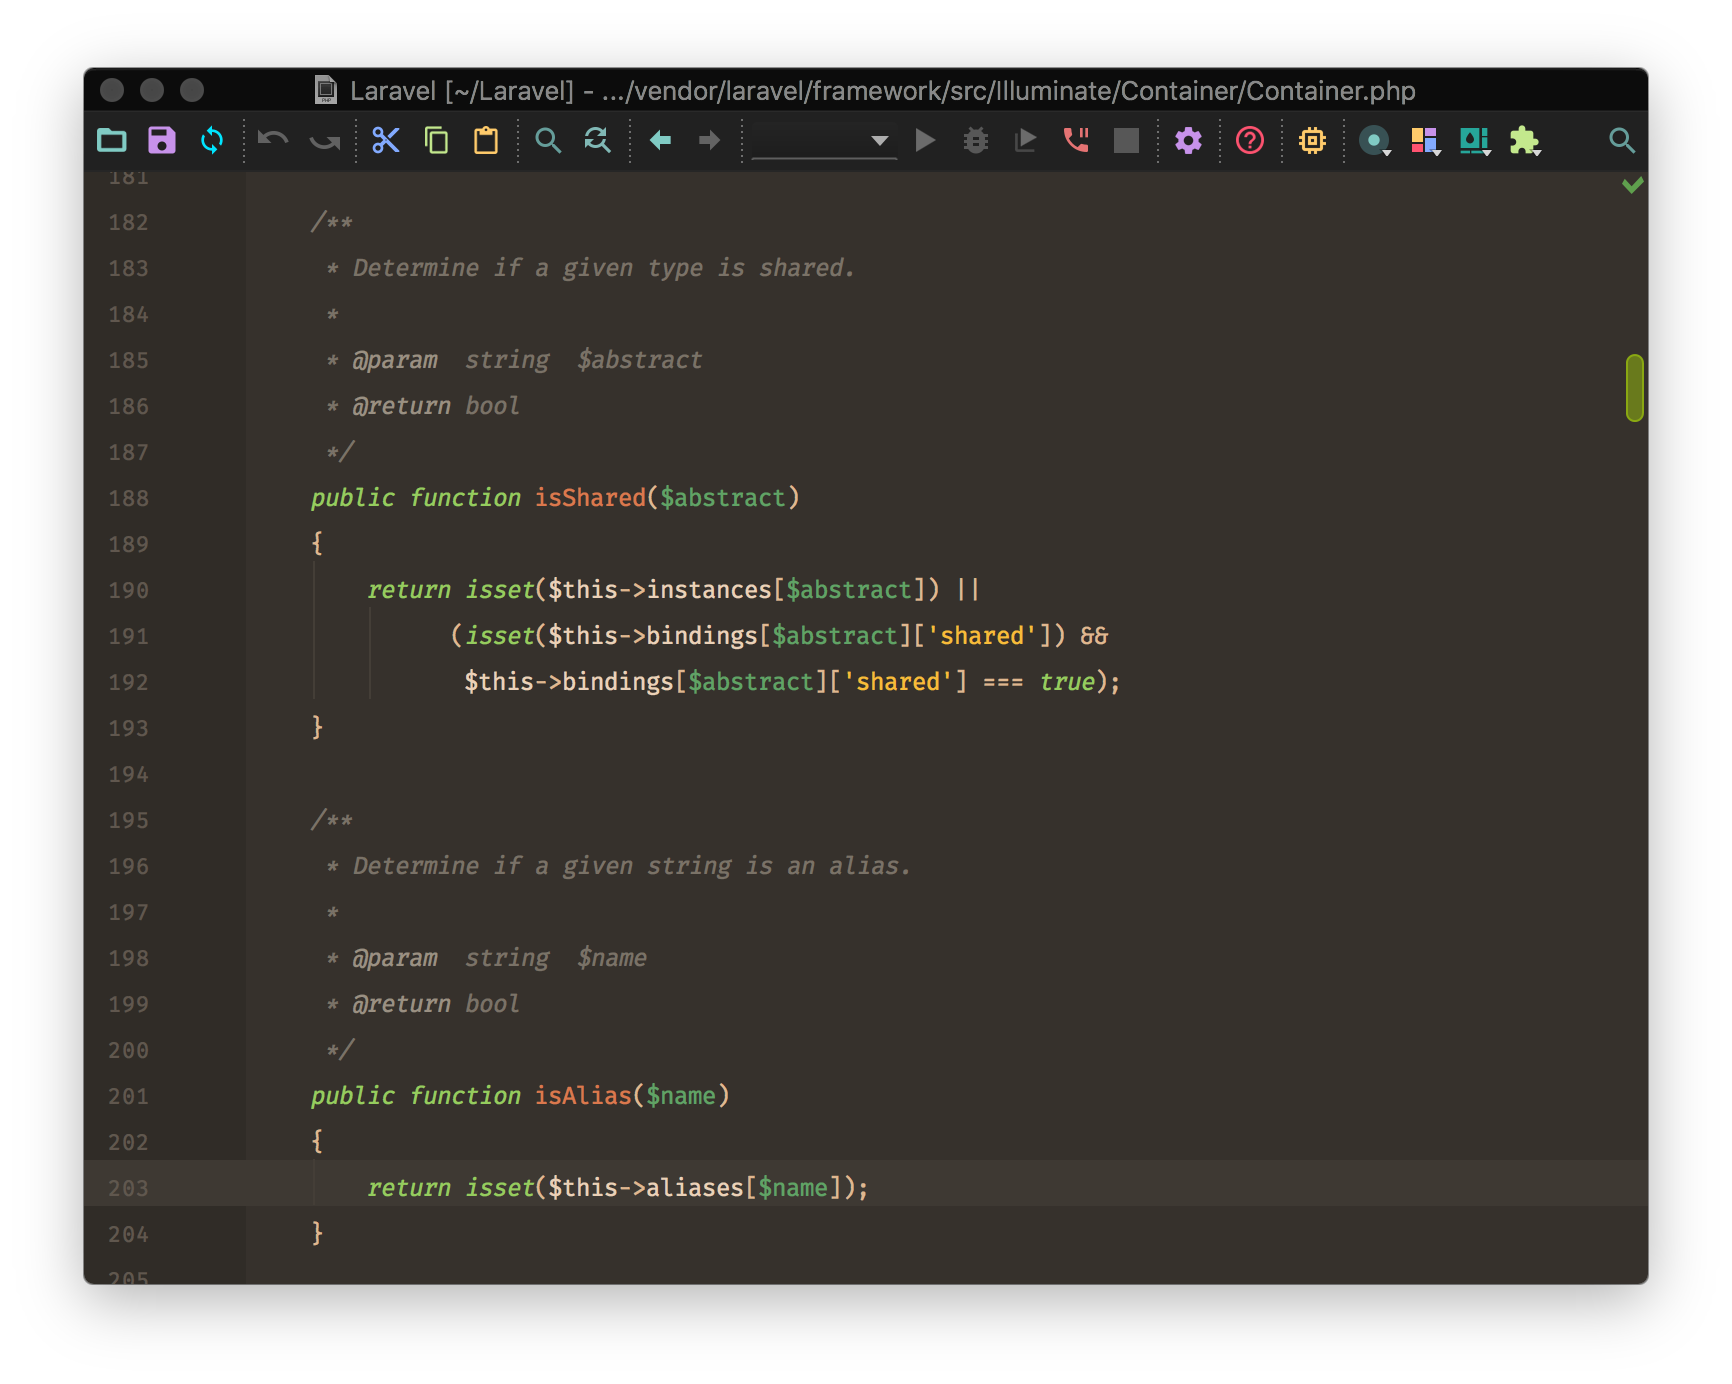 Laravel [~/Laravel] - .../vendor/laravel/framework/src/Illuminate/Container/Container.php
181
182 /**
183 * Determine if a given type is shared.
184 *
185 * @param  string  $abstract
186 * @return bool
187 */
188 public function isShared($abstract)
189 {
190 return isset($this->instances[$abstract]) ||
191 (isset($this->bindings[$abstract]['shared']) &&
192 $this->bindings[$abstract]['shared'] === true);
193 }
194
195 /**
196 * Determine if a given string is an alias.
197 *
198 * @param  string  $name
199 * @return bool
200 */
201 public function isAlias($name)
202 {
203 return isset($this->aliases[$name]);
204 }
205